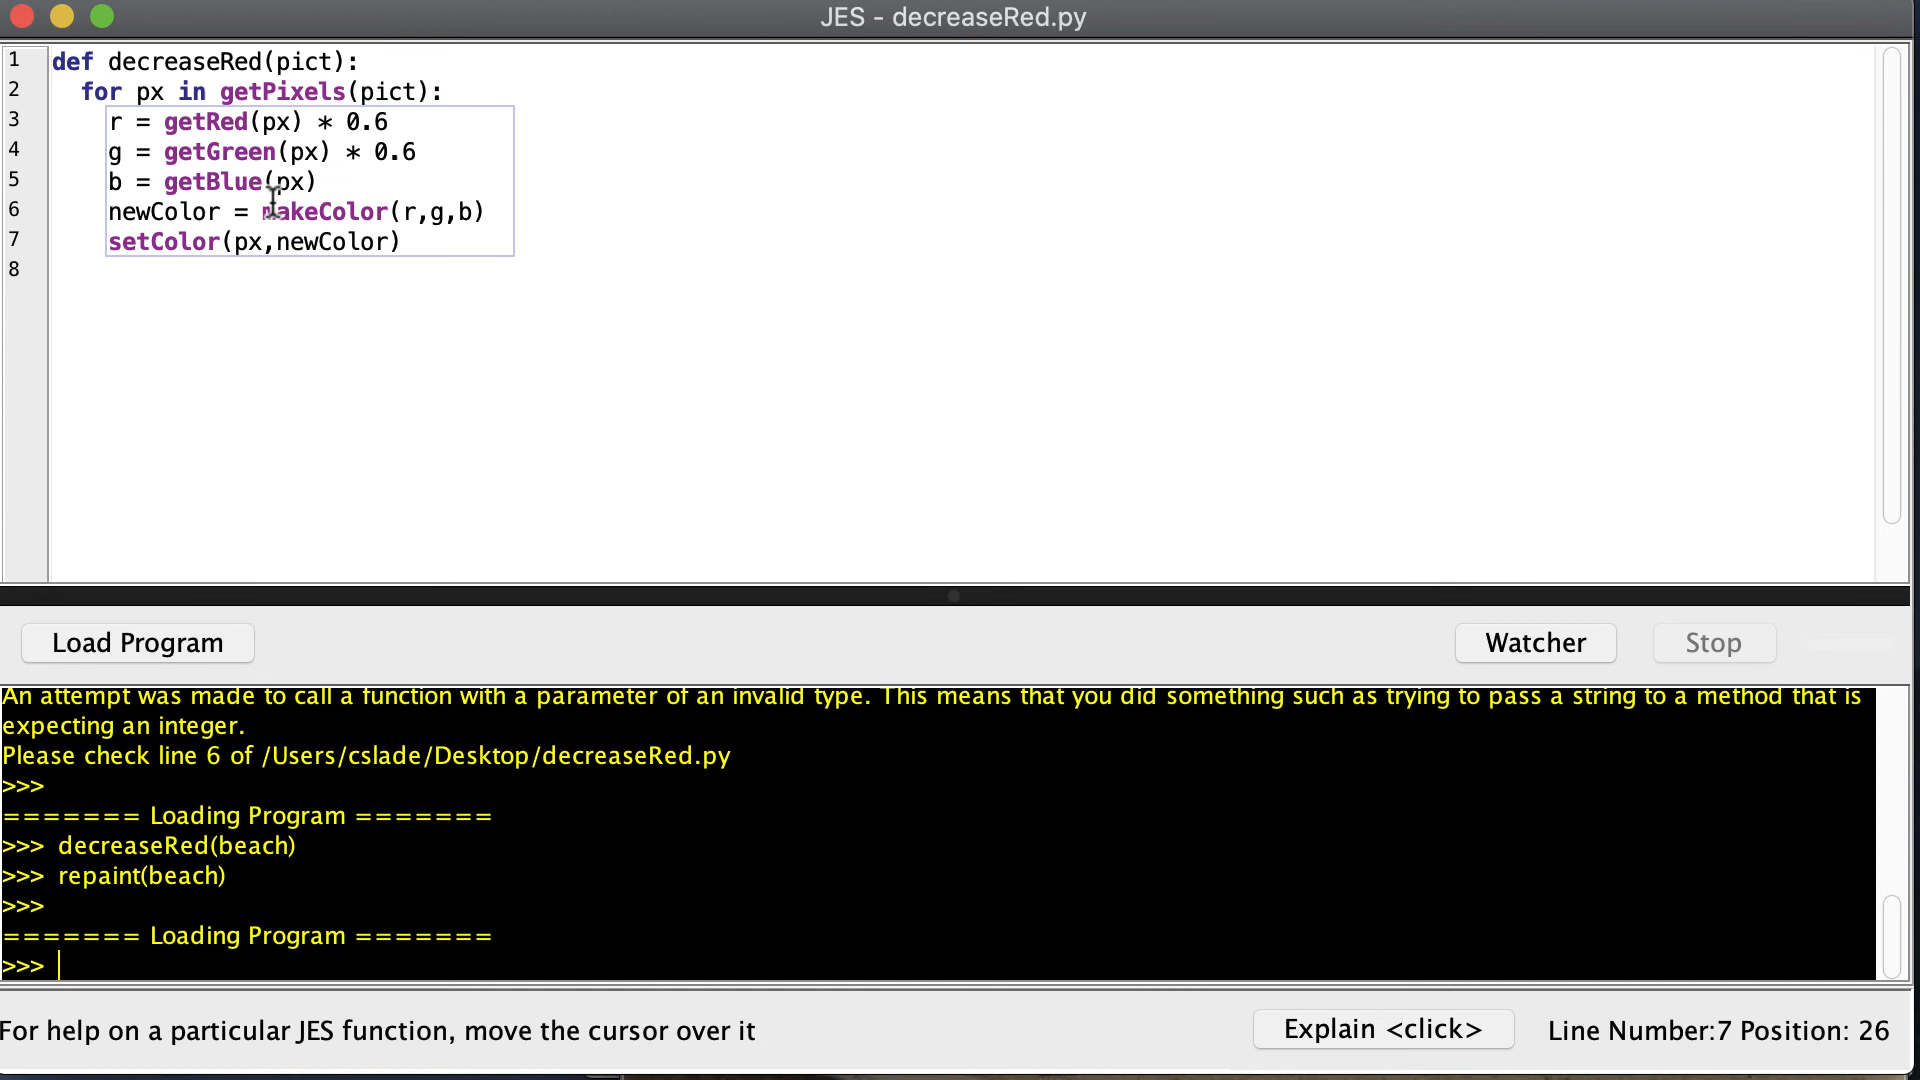 JES - decreaseRed.py
1 def decreaseRed(pict):
2 for px in getPixels(pict):
3 r = getRed(px) * 0.6
4 g = getGreen(px) * 0.6
5 b = getBlue(px)
6 newColor = makeColor(r,g,b)
7 setColor(px,newColor)
8
Load Program Watcher Stop
An attempt was made to call a function with a parameter of an invalid type. This means that you did something such as trying to pass a string to a method that is
expecting an integer.
Please check line 6 of /Users/cslade/Desktop/decreaseRed.py
>>>
======= Loading Program =======
>>> decreaseRed(beach)
>>> repaint(beach)
>>>
======= Loading Program =======
>>>
For help on a particular JES function, move the cursor over it Explain <click> Line Number:7 Position: 26